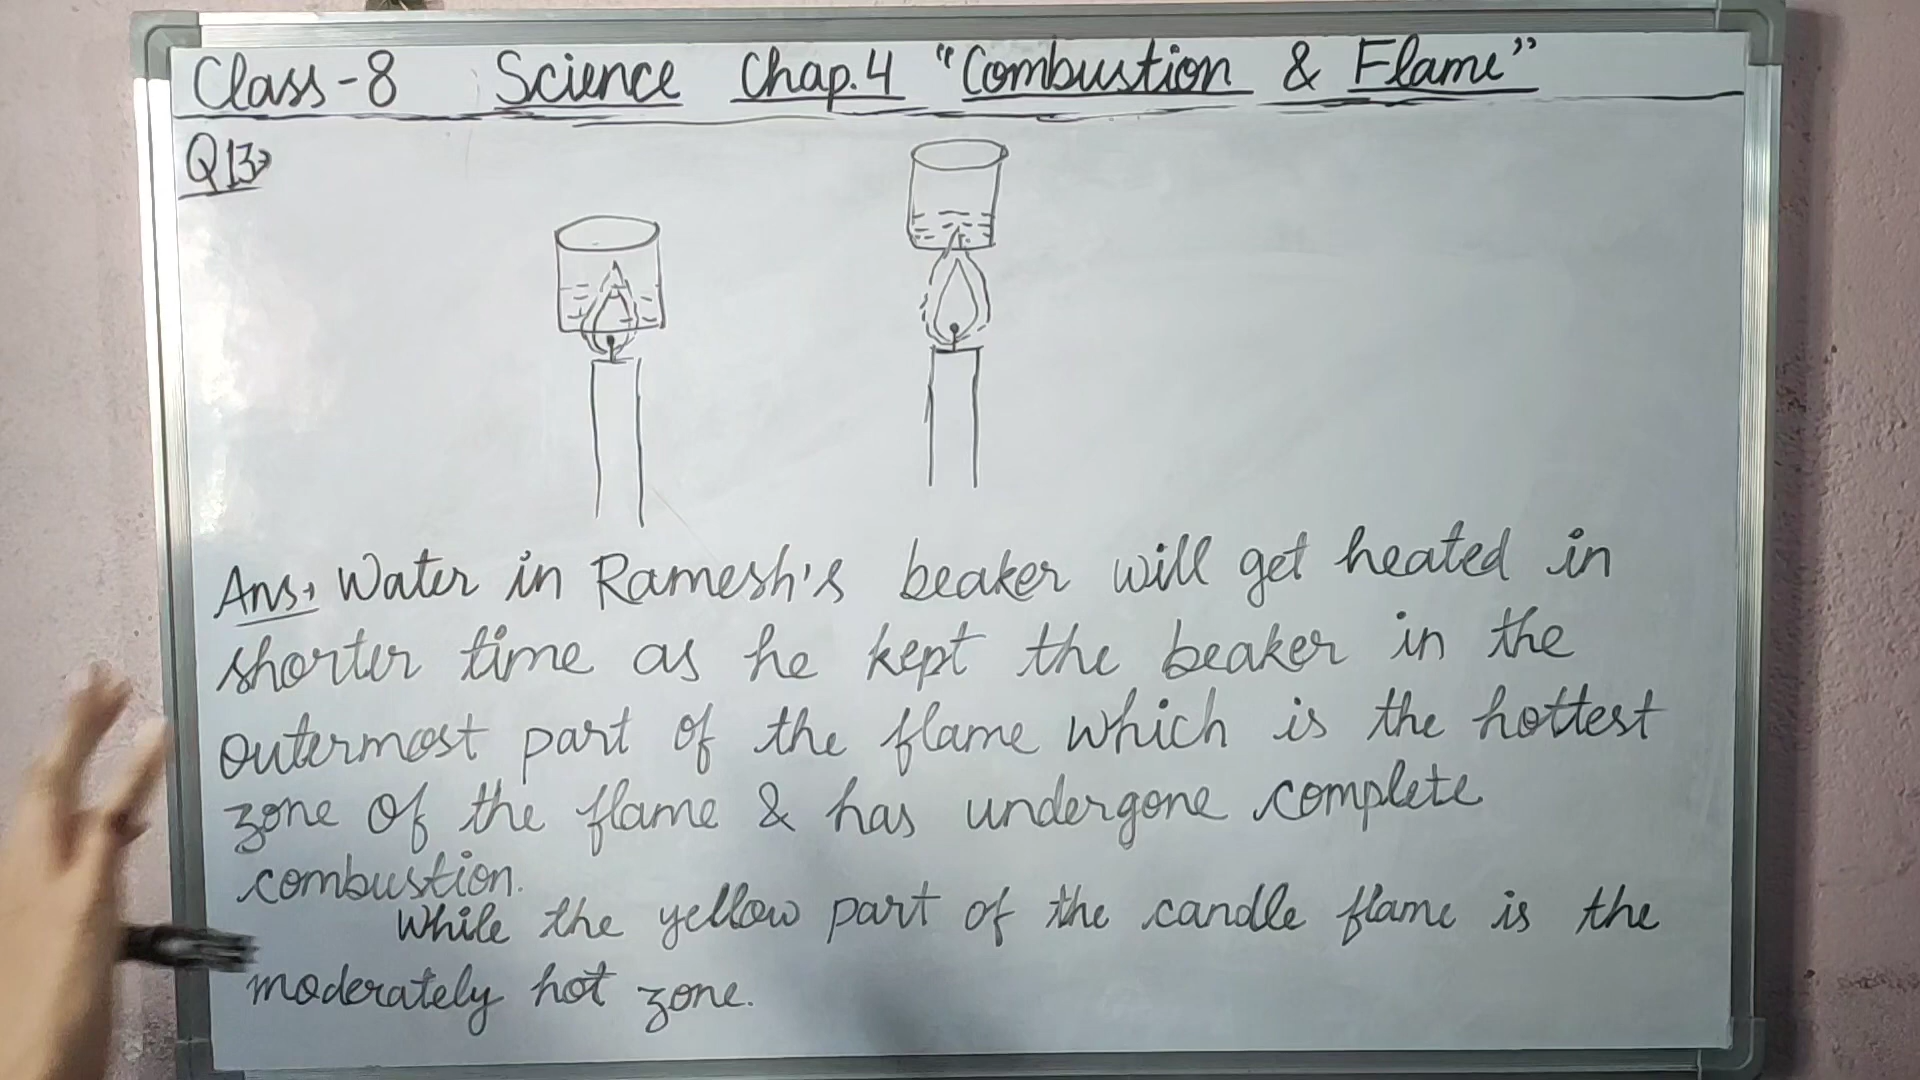 Class-8 Science Chap.4 "Combustion & Flame"
Q13
Ans, Water in Ramesh's beaker will get heated in
shorter time as he kept the beaker in the
outermost part of the flame which is the hottest
zone of the flame & has undergone complete
combustion.
While the yellow part of the candle flame is the
moderately hot zone.